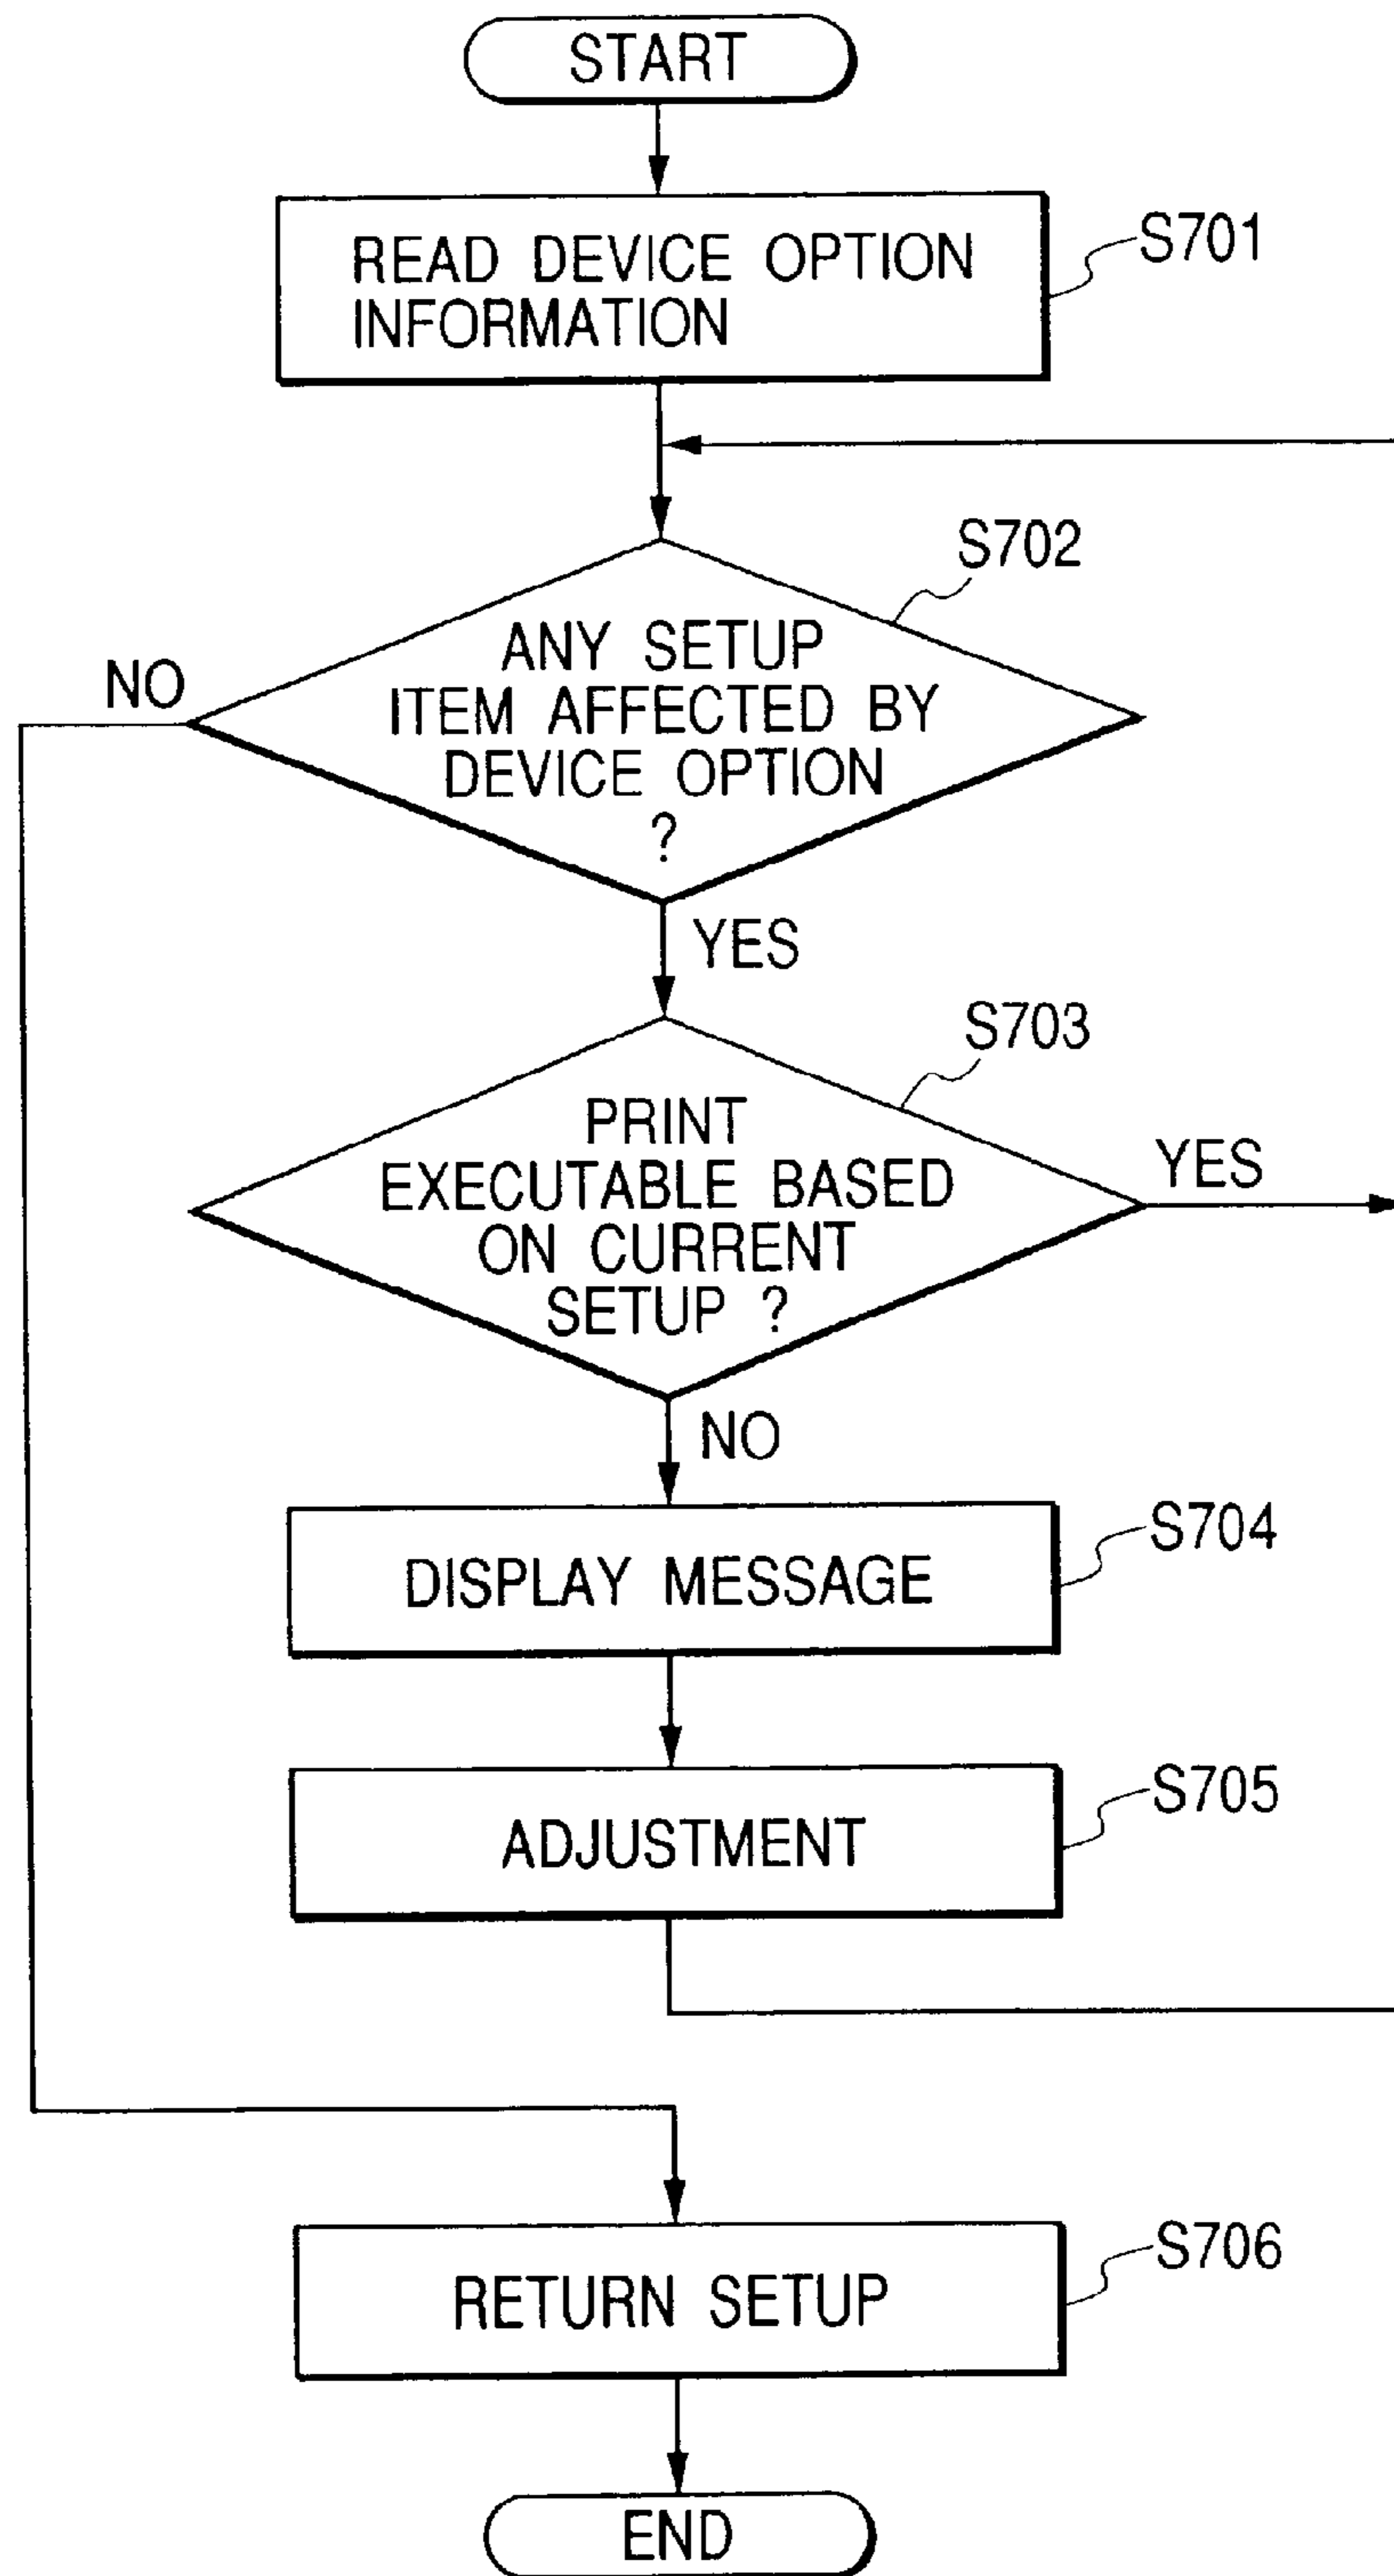 START
READ DEVICE OPTION
INFORMATION
S701
S702
ANY SETUP
ITEM AFFECTED BY
DEVICE OPTION
?
NO
YES
S703
PRINT
EXECUTABLE BASED
ON CURRENT
SETUP ?
YES
NO
S704
DISPLAY MESSAGE
S705
ADJUSTMENT
S706
RETURN SETUP
END